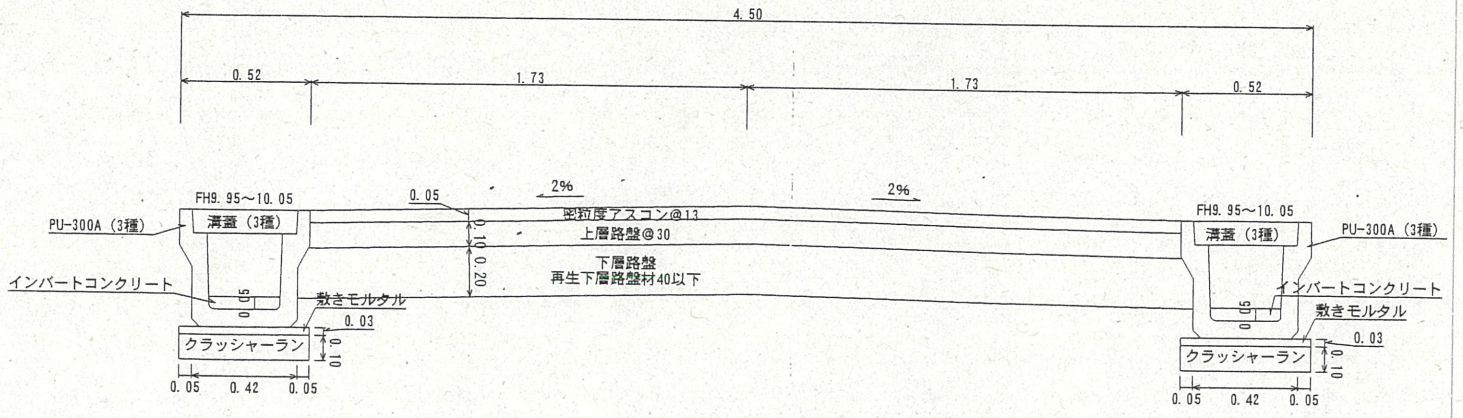 4.50
0.52
1.73
1.73
0.52
FH9.95～10.05
0.05
2%
2%
FH9.95～10.05
PU-300A (3種)
溝蓋 (3種)
密粒度アスコン@13
溝蓋 (3種)
PU-300A (3種)
0.10
上層路盤@30
0.20
下層路盤
再生下層路盤材40以下
インバートコンクリート
0.05
敷きモルタル
0.03
クラッシャーラン
0.10
0.05
0.42
0.05
インバートコンクリート
0.05
敷きモルタル
0.03
クラッシャーラン
0.10
0.05
0.42
0.05